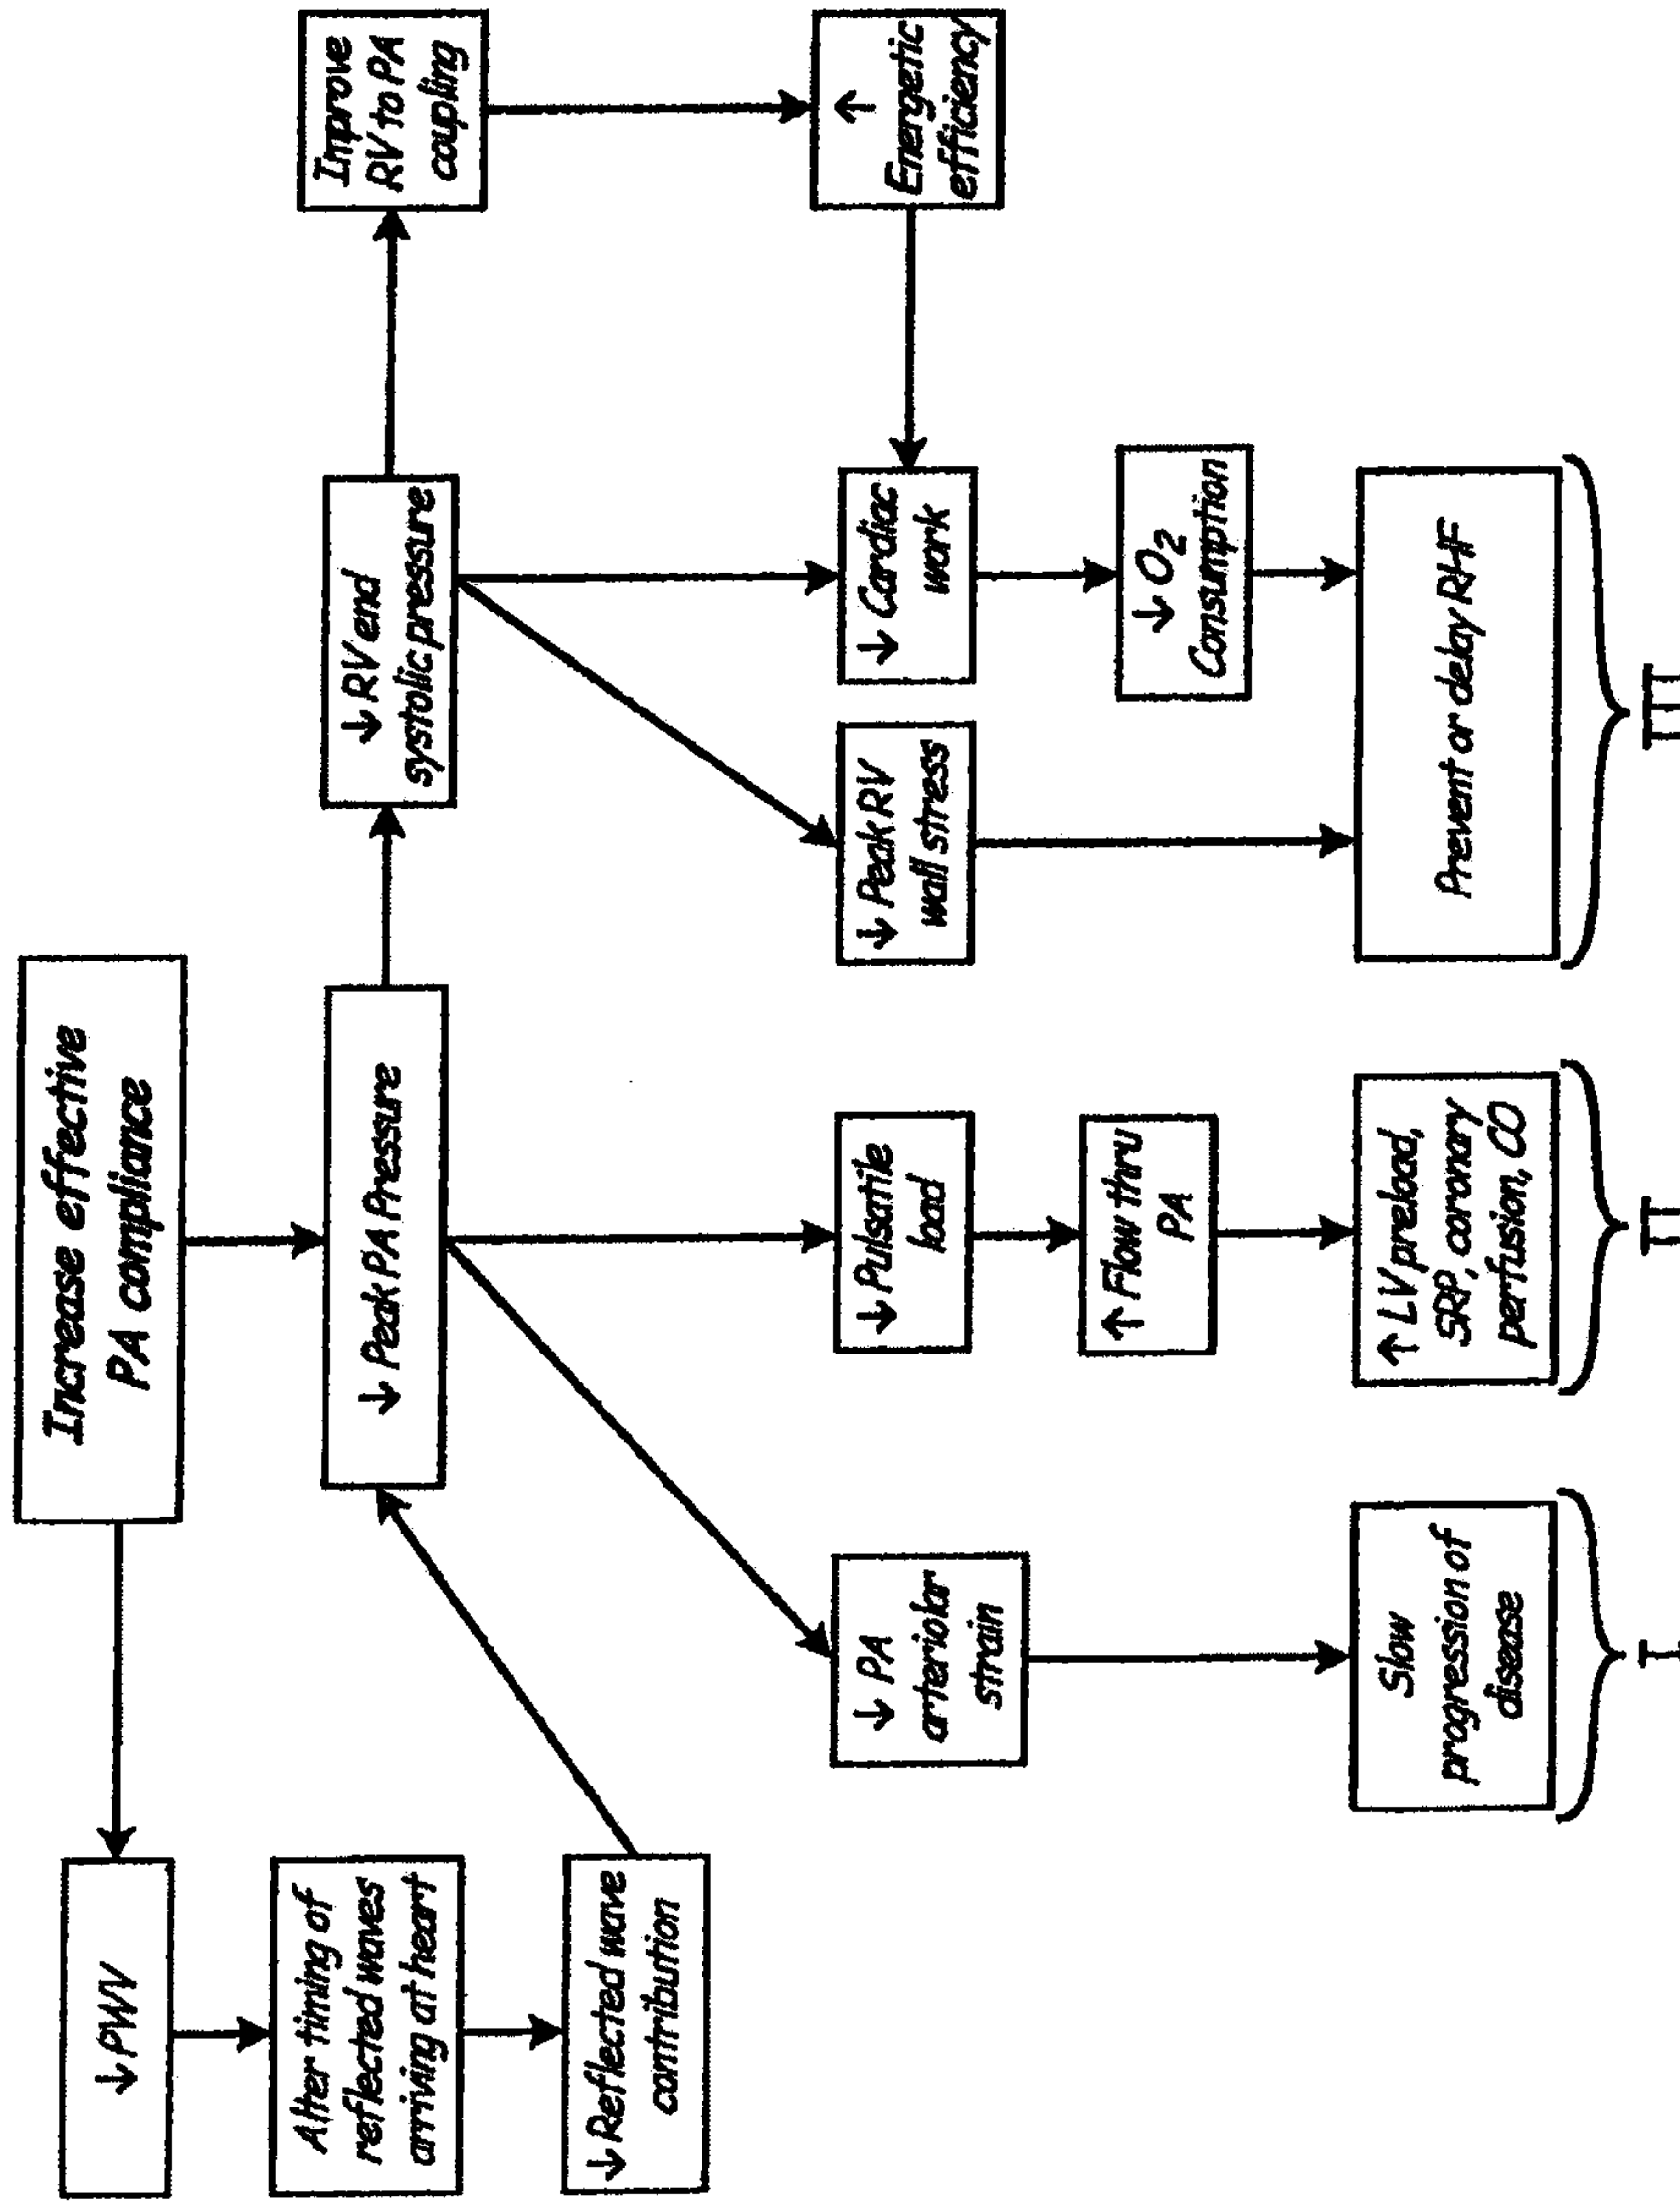 Increase effective
PA compliance
↓ PWV
Alter timing of
reflected waves
arriving at heart
↓ Reflected wave
contribution
↓ Peak PA Pressure
↓ RV end
systolic pressure
Improve
RV to PA
coupling
↑
Energetic
efficiency
↓ PA
arteriolar
strain
↓ Pulsatile
load
↓ Peak RV
wall stress
↓ Cardiac
work
↑ Flow thru
PA
↓ O2
Consumption
Slow
progression of
disease
↑ LV preload,
SRP, coronary
perfusion, CO
Prevent or delay RHF
I
II
III